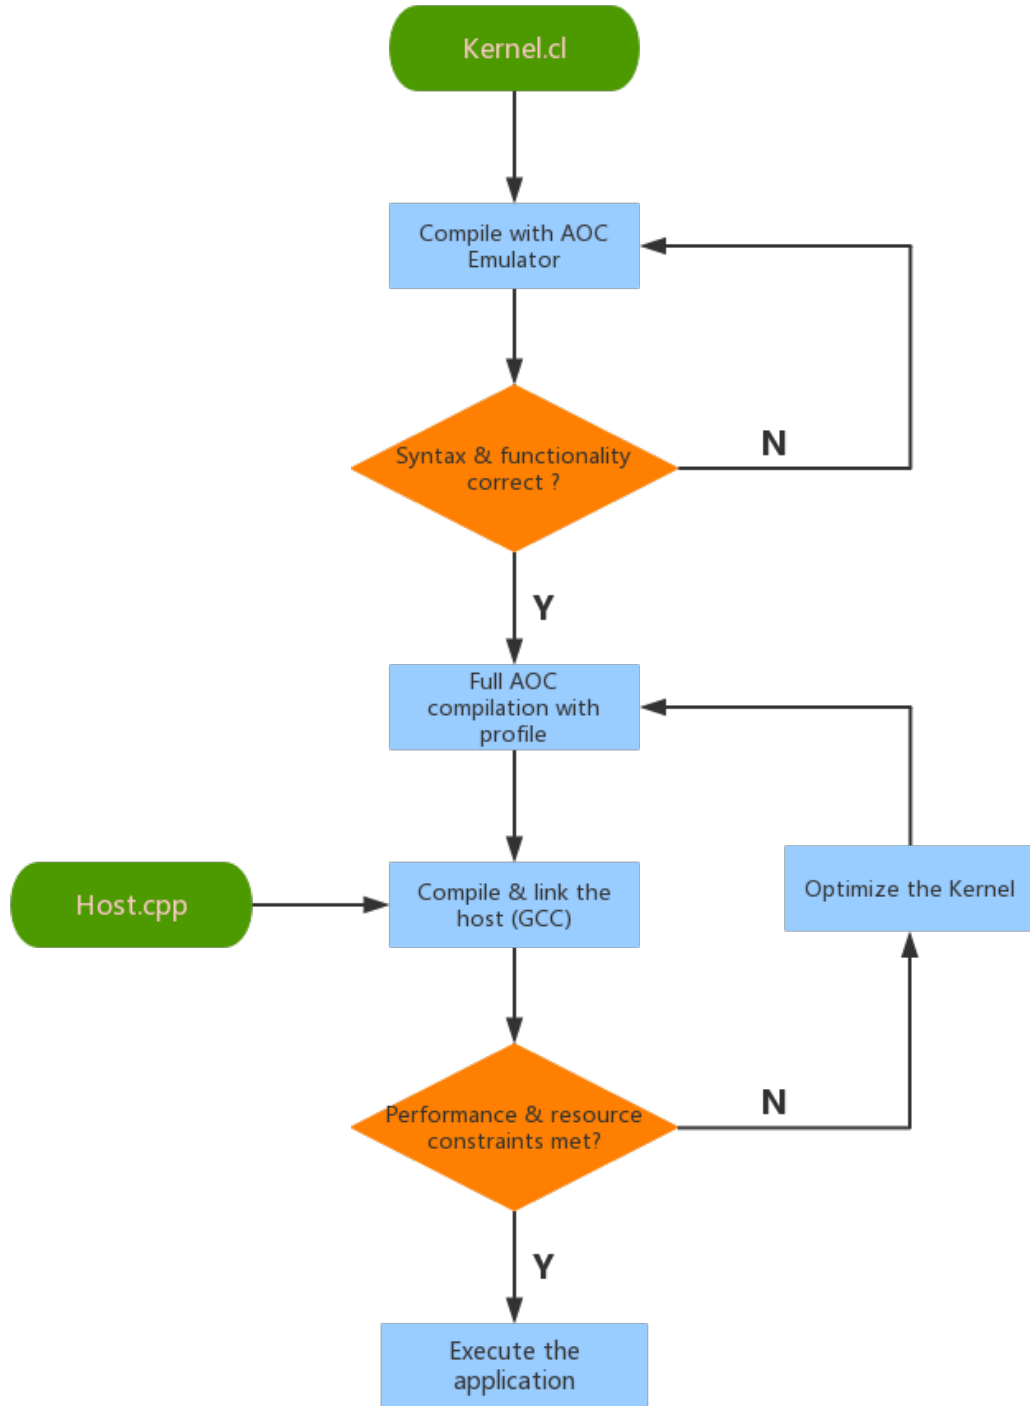 Kernel.cl
Compile with AOC
Emulator
Syntax & functionality
correct ?
N
Y
Full AOC
compilation with
profile
Host.cpp
Compile & link the
host (GCC)
Optimize the Kernel
Performance & resource
constraints met?
N
Y
Execute the
application